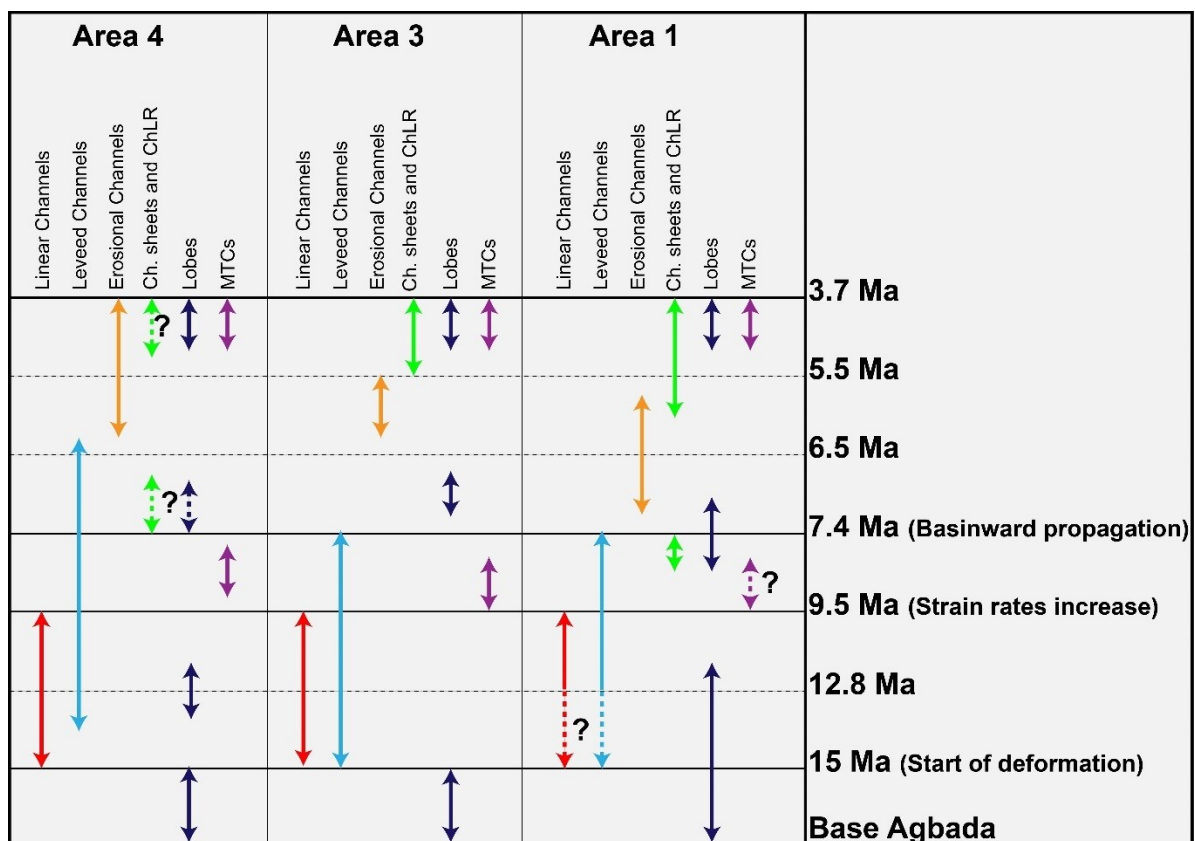 Area 4
Area 3
Area 1
Linear Channels
Leveed Channels
Erosional Channels
Ch. sheets and ChLR
Lobes
MTCs
Linear Channels
Leveed Channels
Erosional Channels
Ch. sheets and ChLR
Lobes
MTCs
Linear Channels
Leveed Channels
Erosional Channels
Ch. sheets and ChLR
Lobes
MTCs
3.7 Ma
?
5.5 Ma
6.5 Ma
?
7.4 Ma (Basinward propagation)
?
9.5 Ma (Strain rates increase)
12.8 Ma
?
15 Ma (Start of deformation)
Base Agbada